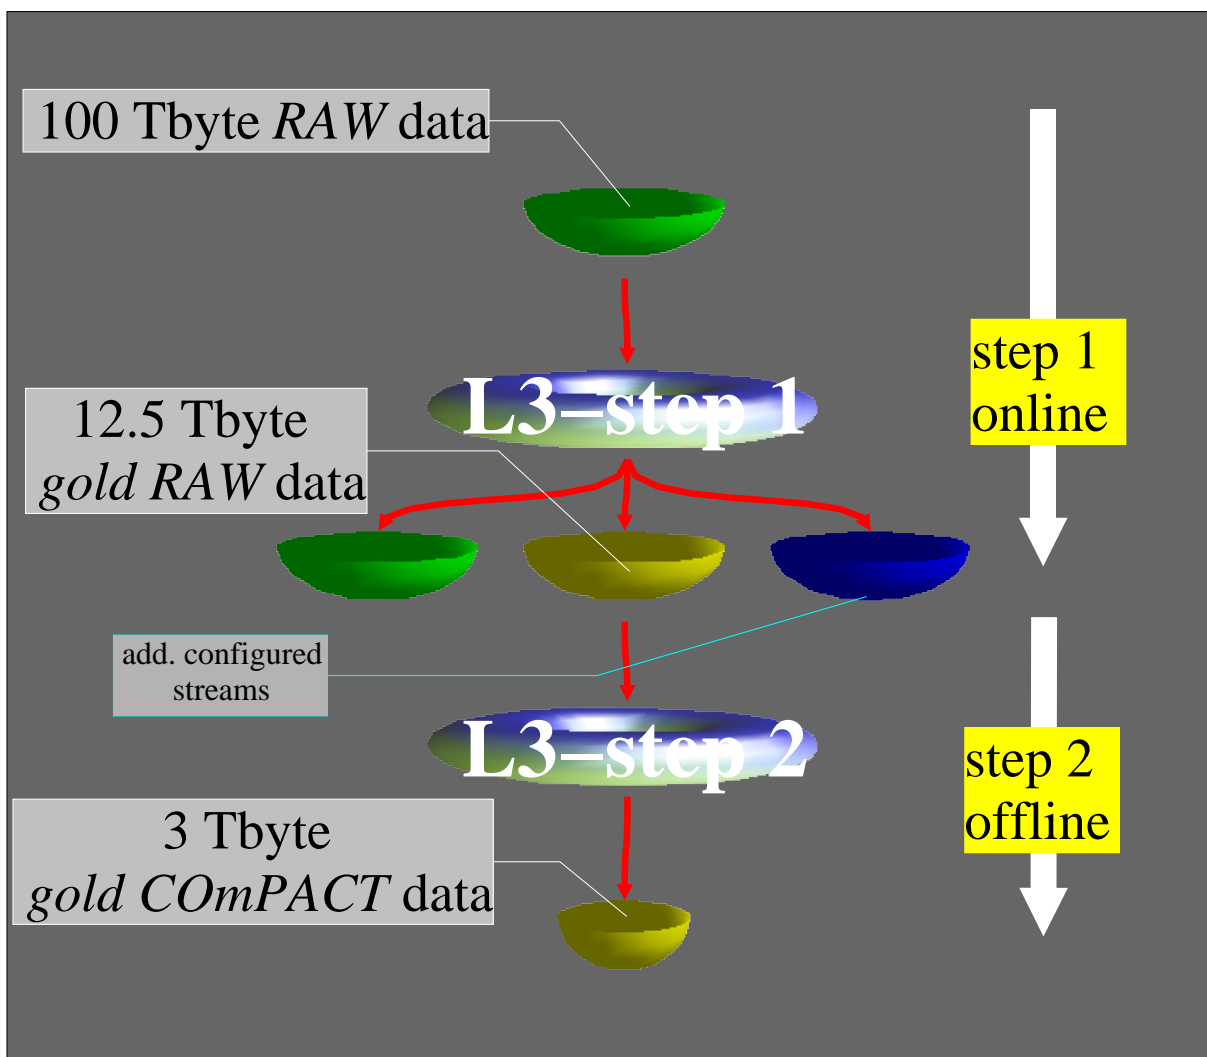 100 Tbyte RAW data
L3–step 1
step 1
online
12.5 Tbyte
gold RAW data
add. configured
streams
L3–step 2
step 2
offline
3 Tbyte
gold COmPACT data